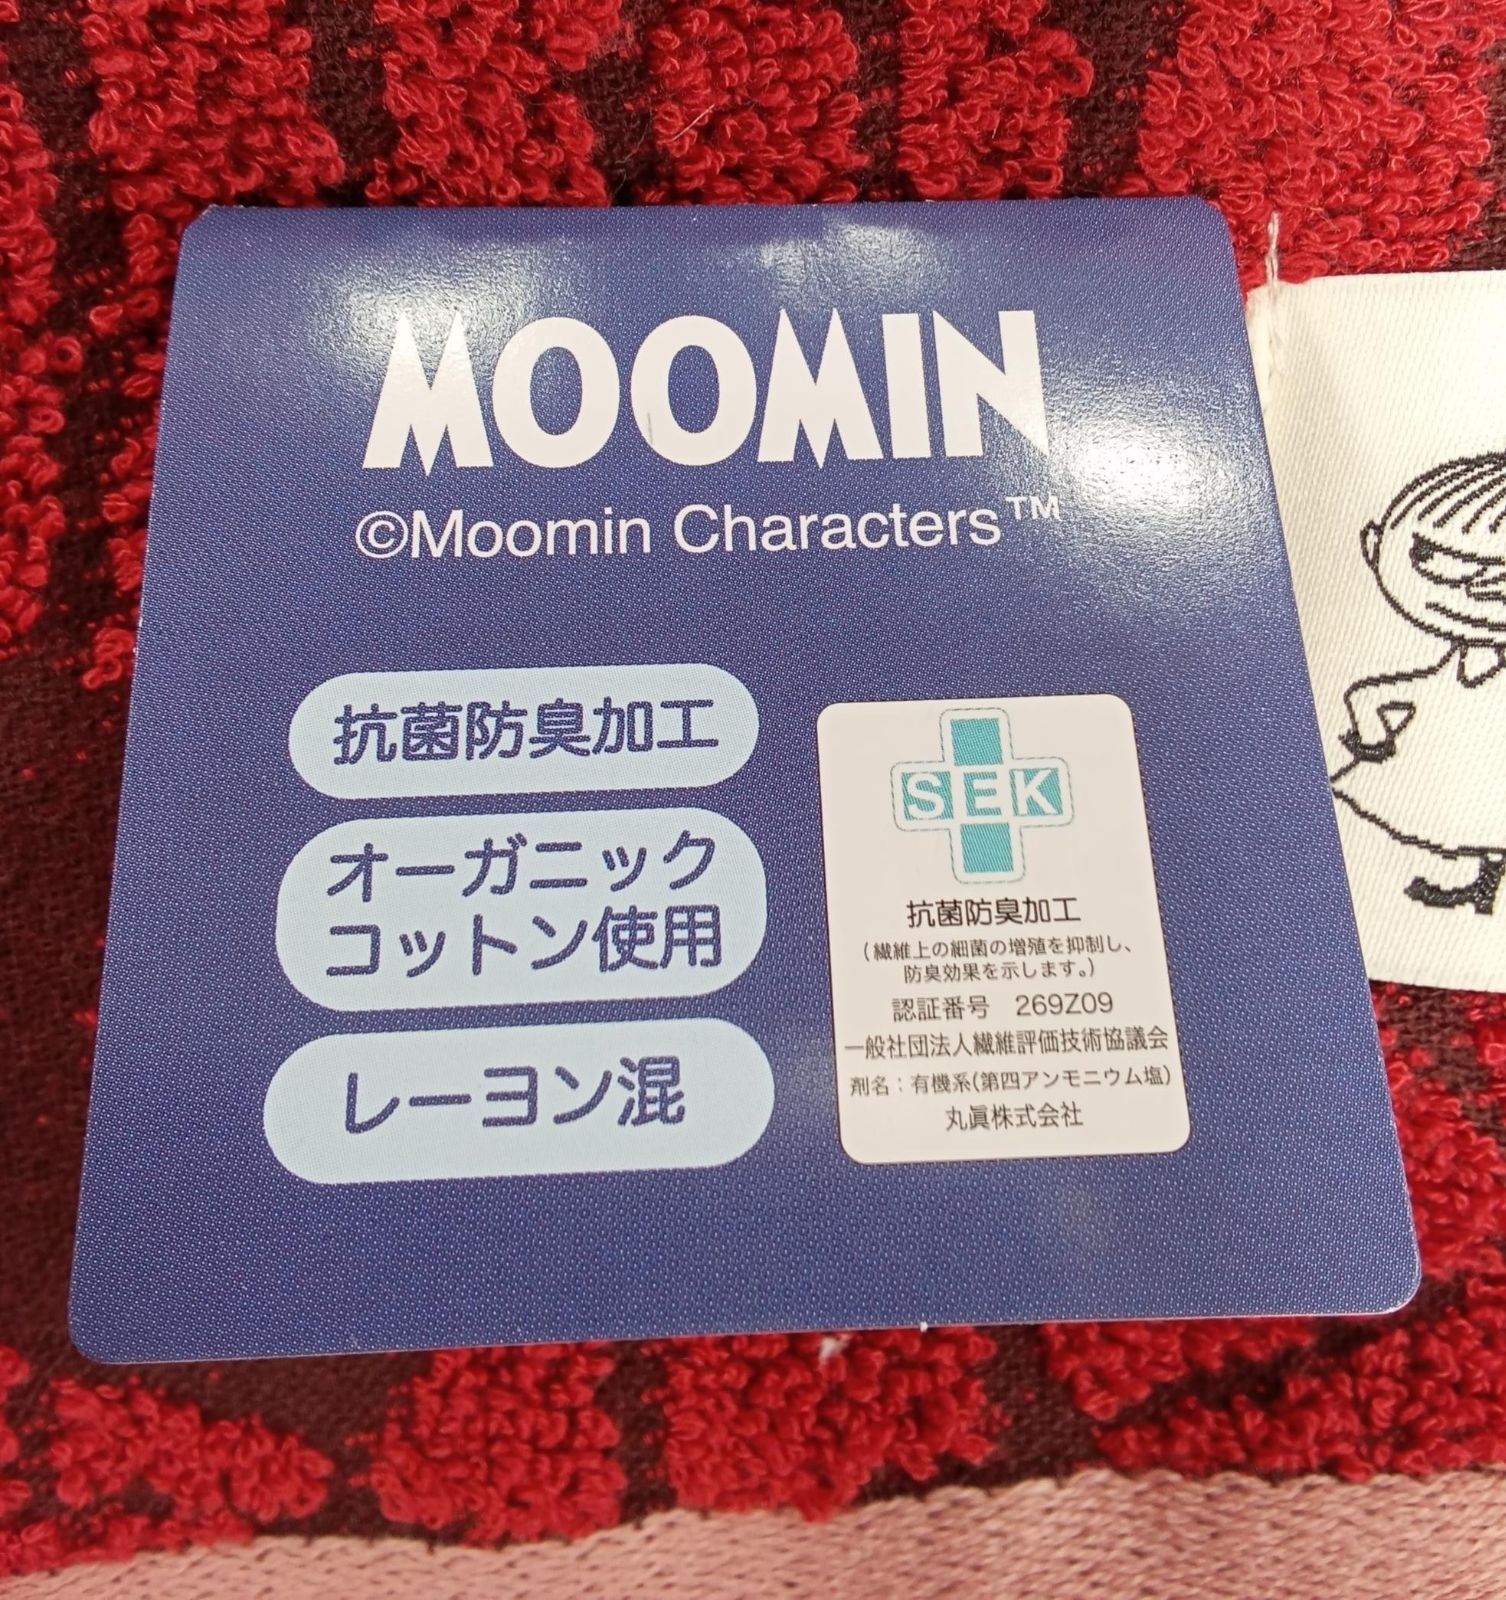 MOOMIN
©Moomin Characters™
抗菌防臭加工
オーガニック
コットン使用
レーヨン混
SEK
抗菌防臭加工
(繊維上の細菌の増殖を抑制し、
防臭効果を示します。)
認証番号 269Z09
一般社団法人繊維評価技術協議会
剤名：有機系(第四アンモニウム塩)
丸眞株式会社